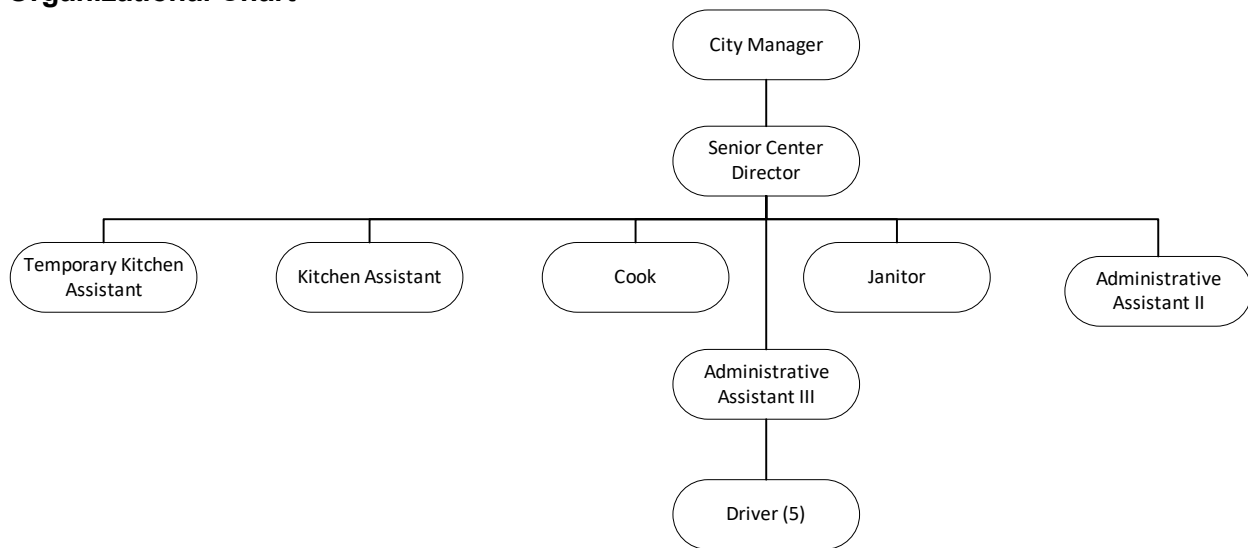 Organizational Chart
City Manager
Senior Center
Director
Temporary Kitchen
Assistant
Kitchen Assistant
Cook
Janitor
Administrative
Assistant II
Administrative
Assistant III
Driver (5)